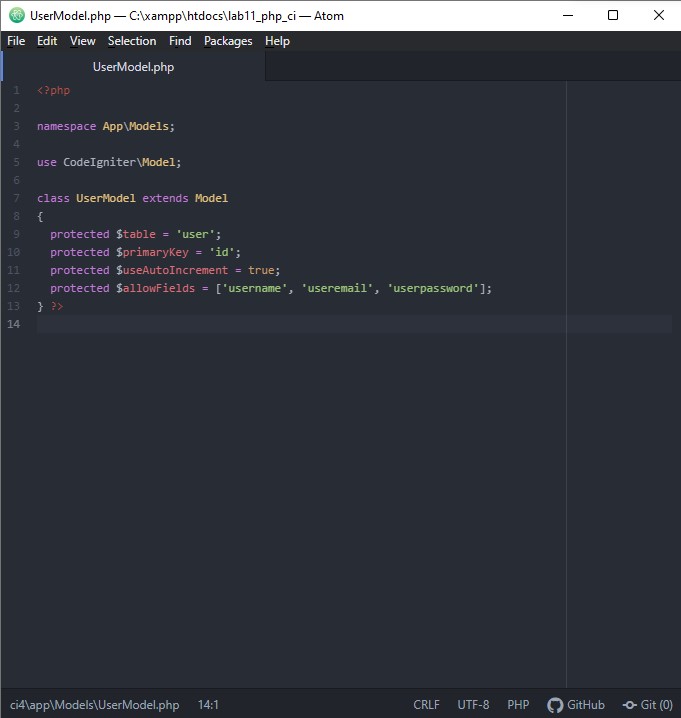 UserModel.php — C:\xampp\htdocs\lab11_php_ci — Atom
File Edit View Selection Find Packages Help
UserModel.php
1 <?php
2
3 namespace App\Models;
4
5 use CodeIgniter\Model;
6
7 class UserModel extends Model
8 {
9 protected $table = 'user';
10 protected $primaryKey = 'id';
11 protected $useAutoIncrement = true;
12 protected $allowFields = ['username', 'useremail', 'userpassword'];
13 } ?>
14
ci4\app\Models\UserModel.php 14:1 CRLF UTF-8 PHP GitHub Git (0)